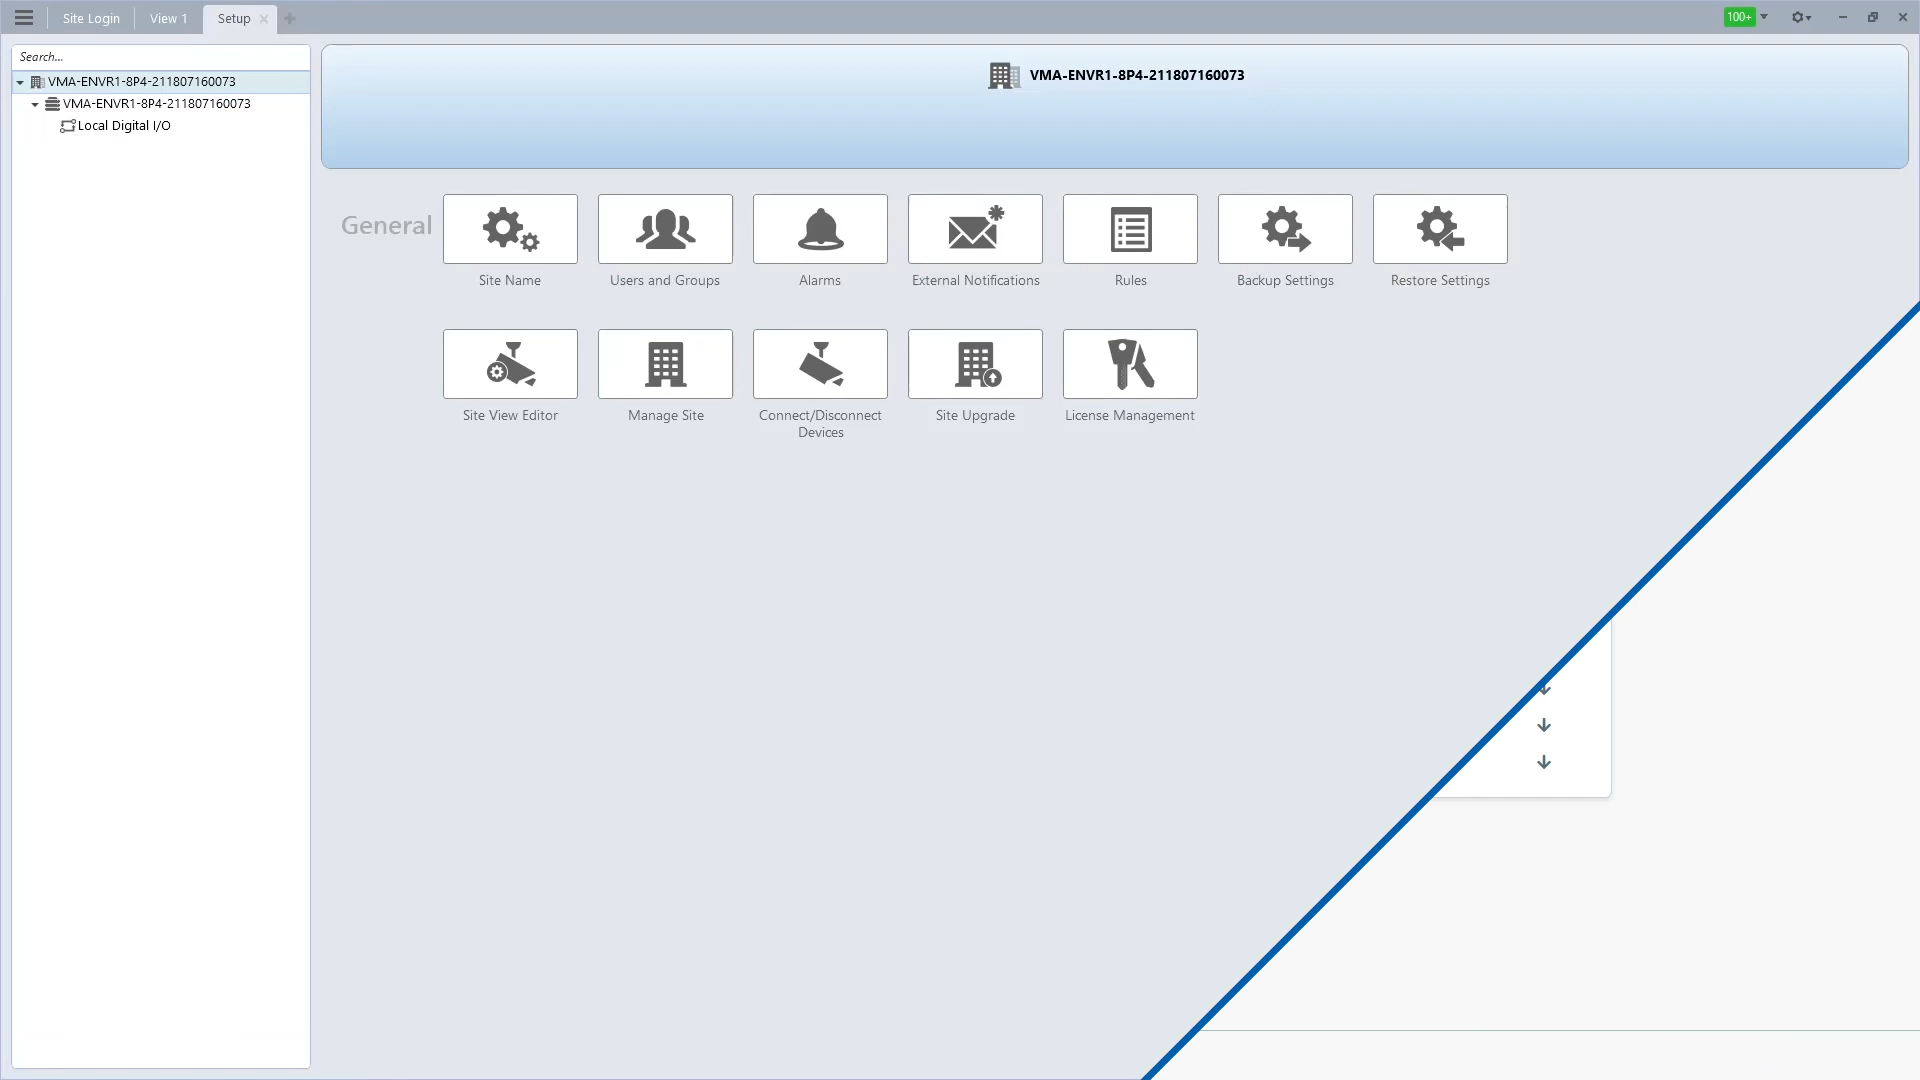 Site Login
View 1
Setup
100+
Search...
VMA-ENVR1-8P4-211807160073
VMA-ENVR1-8P4-211807160073
Local Digital I/O
VMA-ENVR1-8P4-211807160073
General
Site Name
Users and Groups
Alarms
External Notifications
Rules
Backup Settings
Restore Settings
Site View Editor
Manage Site
Connect/Disconnect
Devices
Site Upgrade
License Management